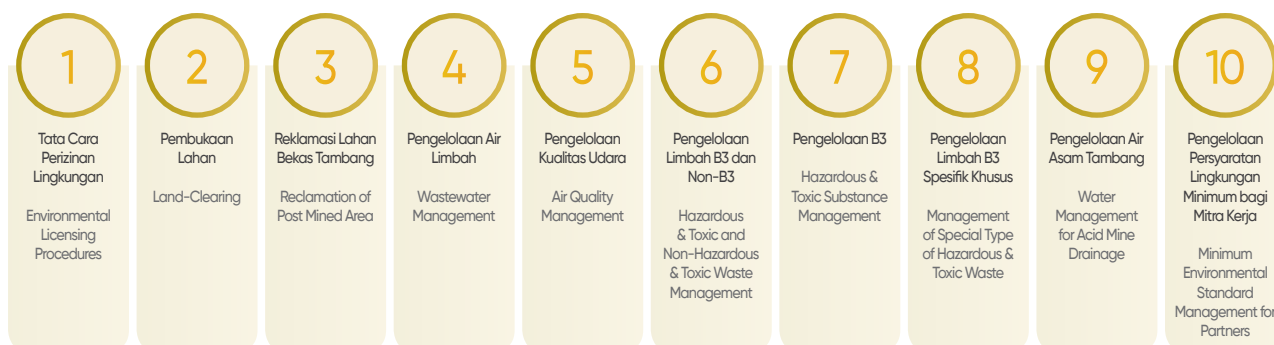 1
Tata Cara
Perizinan
Lingkungan
Environmental
Licensing
Procedures
2
Pembukaan
Lahan
Land-Clearing
3
Reklamasi Lahan
Bekas Tambang
Reclamation of
Post Mined Area
4
Pengelolaan Air
Limbah
Wastewater
Management
5
Pengelolaan
Kualitas Udara
Air Quality
Management
6
Pengelolaan
Limbah B3 dan
Non-B3
Hazardous
& Toxic and
Non-Hazardous
& Toxic Waste
Management
7
Pengelolaan B3
Hazardous &
Toxic Substance
Management
8
Pengelolaan
Limbah B3
Spesifik Khusus
Management
of Special Type
of Hazardous &
Toxic Waste
9
Pengelolaan Air
Asam Tambang
Water
Management
for Acid Mine
Drainage
10
Pengelolaan
Persyaratan
Lingkungan
Minimum bagi
Mitra Kerja
Minimum
Environmental
Standard
Management for
Partners